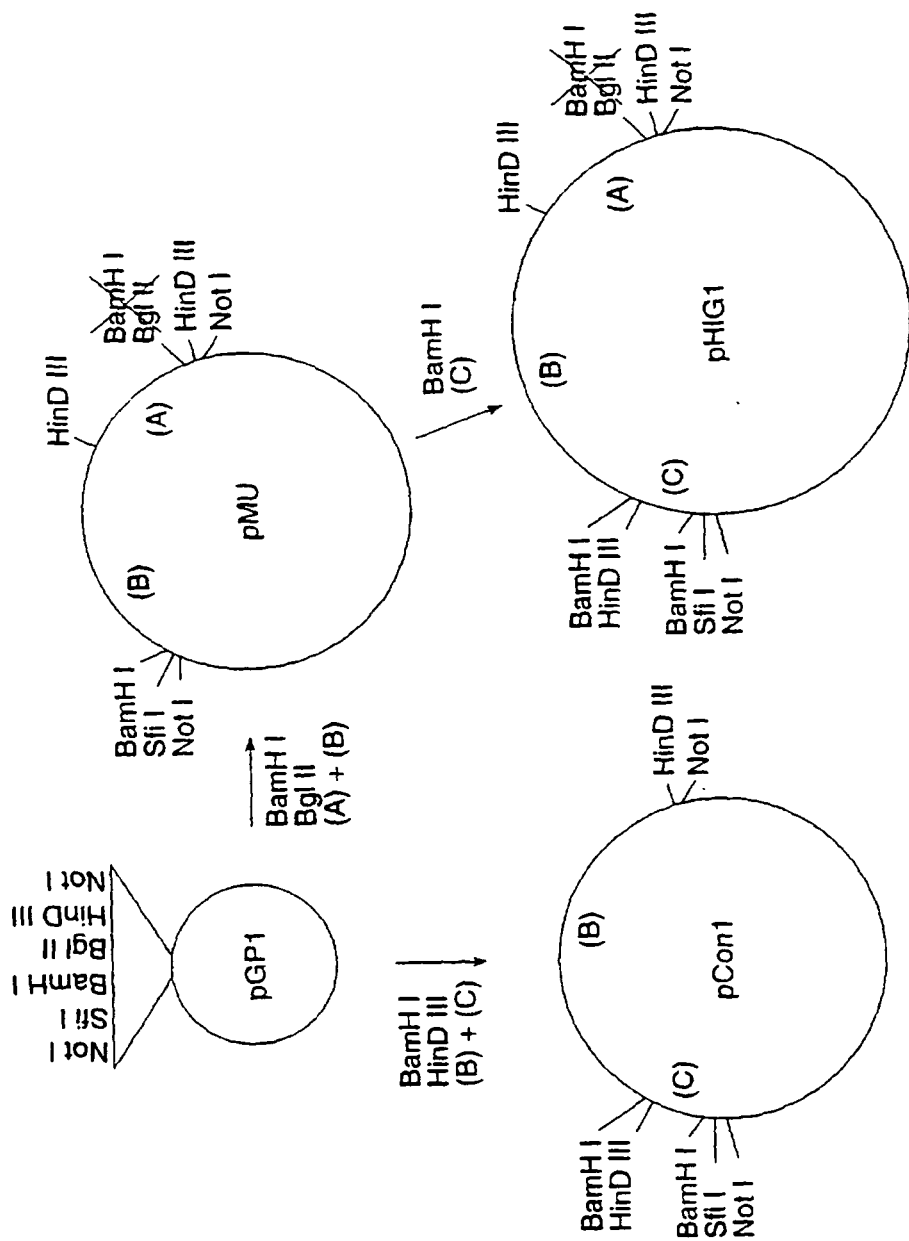 Not I
Sfi I
BamH I
Bgl II
HinD III
Not I
pGP1
BamH I
Bgl II
(A) + (B)
BamH I
Sfi I
Not I
(B)
HinD III
(A)
BamH I
Bgl II
HinD III
Not I
pMU
BamH I
HinD III
(B) + (C)
BamH I
(C)
BamH I
HinD III
(C)
BamH I
Sfi I
Not I
(B)
HinD III
Not I
pCon1
BamH I
HinD III
(C)
BamH I
Sfi I
Not I
(B)
HinD III
(A)
BamH I
Bgl II
HinD III
Not I
pHIG1